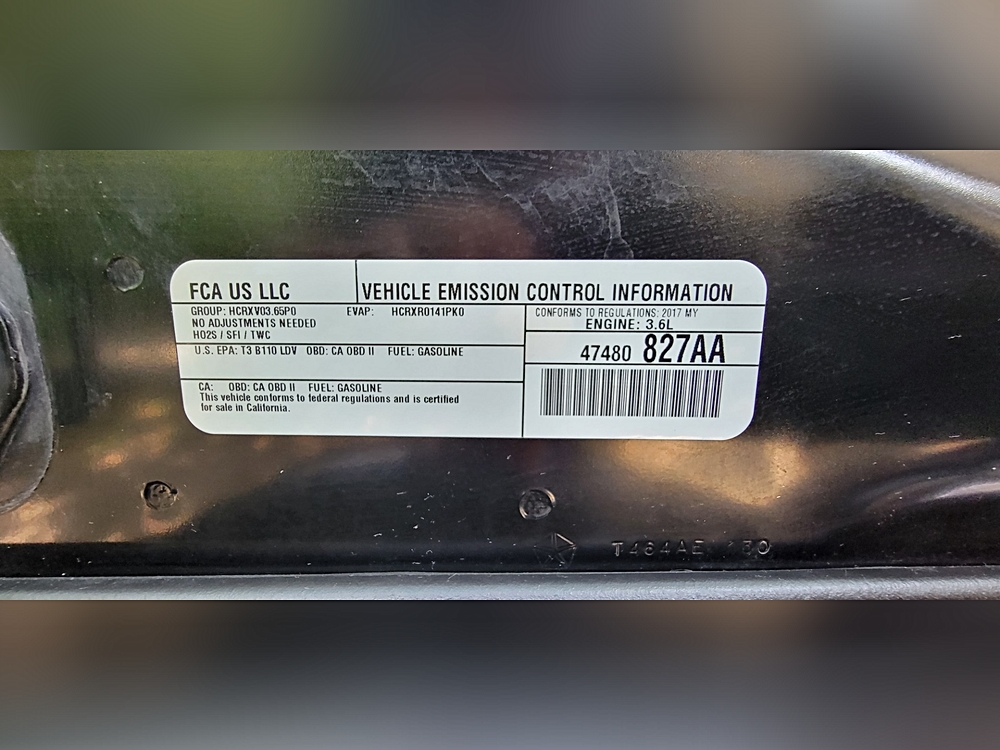 FCA US LLC
VEHICLE EMISSION CONTROL INFORMATION
GROUP: HCRXV03.65P0 EVAP: HCRXR0141PK0
NO ADJUSTMENTS NEEDED
HO2S / SFI / TWC
CONFORMS TO REGULATIONS: 2017 MY
ENGINE: 3.6L
U.S. EPA: T3 B110 LDV OBD: CA OBD II FUEL: GASOLINE
47480 827AA
CA: OBD: CA OBD II FUEL: GASOLINE
This vehicle conforms to federal regulations and is certified
for sale in California.